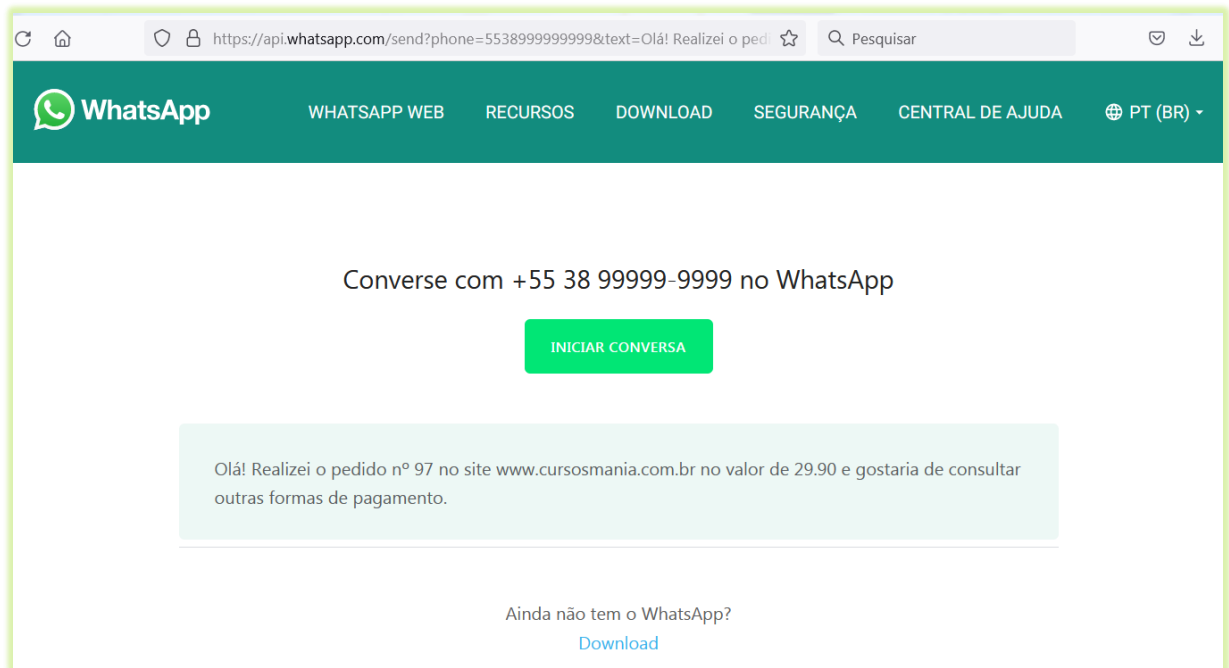 https://api.whatsapp.com/send?phone=5538999999999&text=Olá! Realizei o ped
Pesquisar
WhatsApp
WHATSAPP WEB
RECURSOS
DOWNLOAD
SEGURANÇA
CENTRAL DE AJUDA
PT (BR)
Converse com +55 38 99999-9999 no WhatsApp
INICIAR CONVERSA
Olá! Realizei o pedido nº 97 no site www.cursosmania.com.br no valor de 29.90 e gostaria de consultar
outras formas de pagamento.
Ainda não tem o WhatsApp?
Download